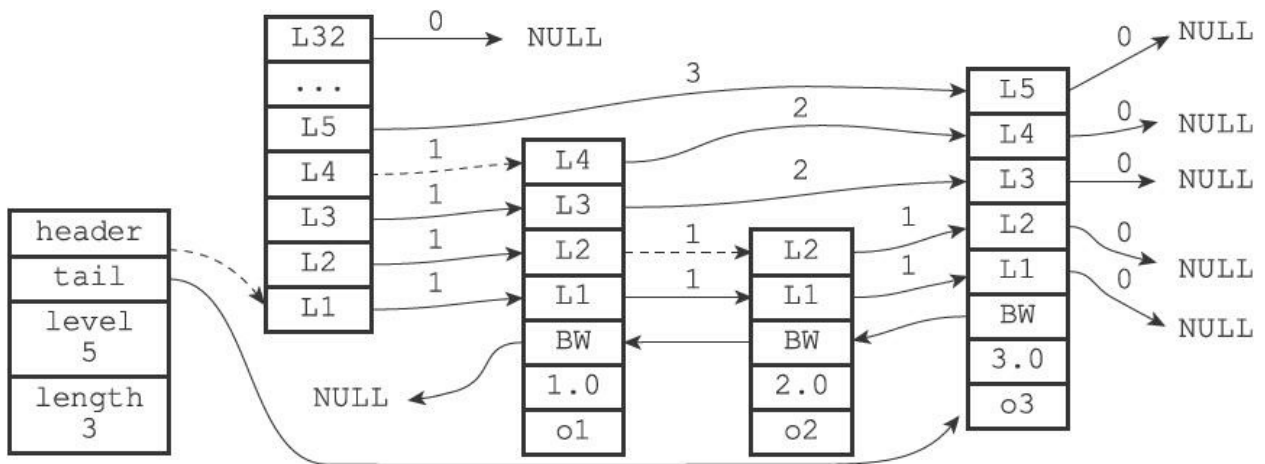 header
tail
level
5
length
3
L32
...
L5
L4
L3
L2
L1
0
NULL
3
1
1
1
1
NULL
L4
L3
L2
L1
BW
1.0
o1
2
2
1
1
L2
L1
BW
2.0
o2
1
1
L5
L4
L3
L2
L1
BW
3.0
o3
0
NULL
0
NULL
0
NULL
0
NULL
0
NULL